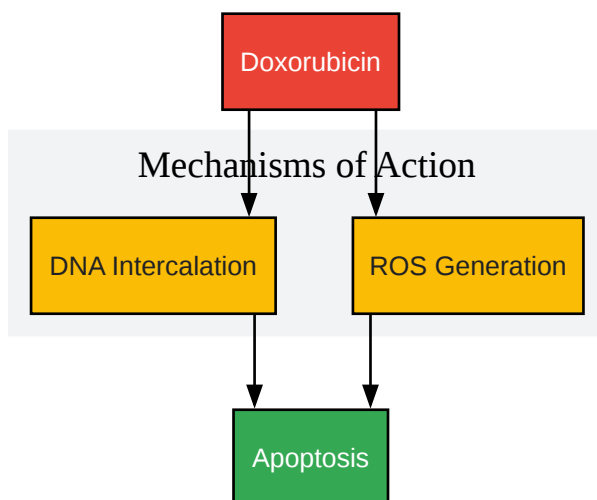 Doxorubicin
Mechanisms of Action
DNA Intercalation
ROS Generation
Apoptosis